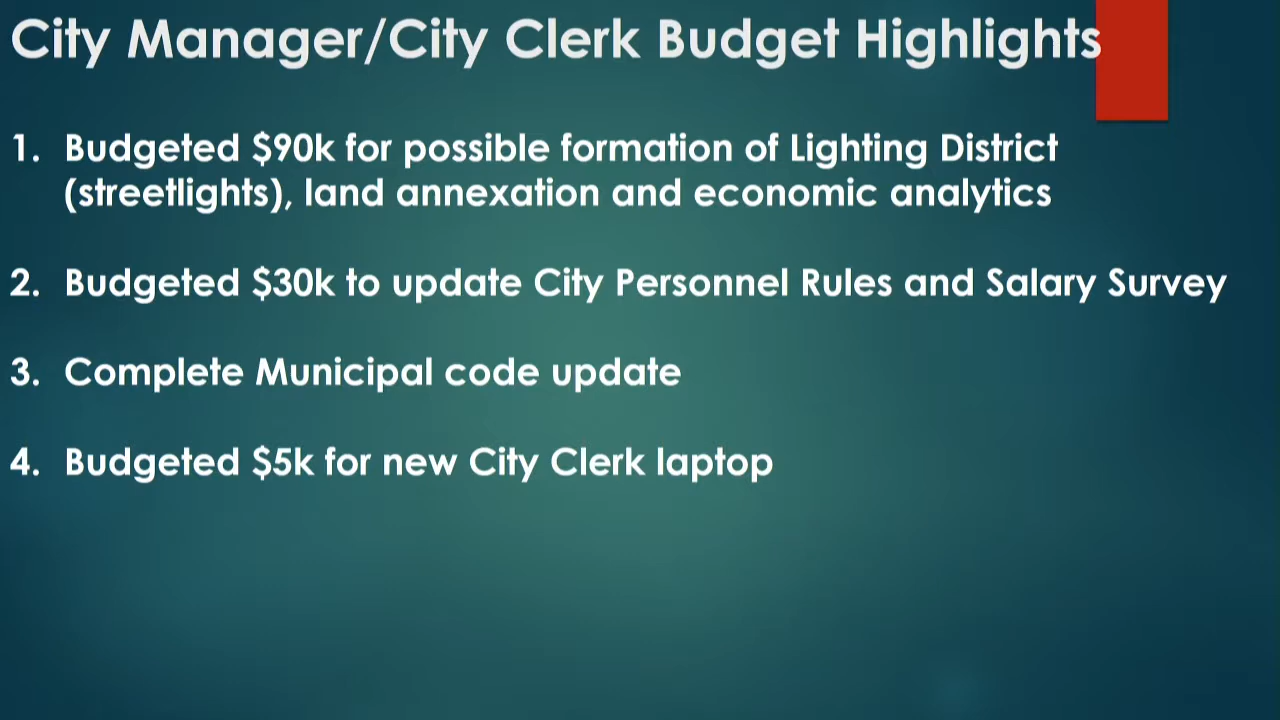 City Manager/City Clerk Budget Highlights
1. Budgeted $90k for possible formation of Lighting District
(streetlights), land annexation and economic analytics
2. Budgeted $30k to update City Personnel Rules and Salary Survey
3. Complete Municipal code update
4. Budgeted $5k for new City Clerk laptop